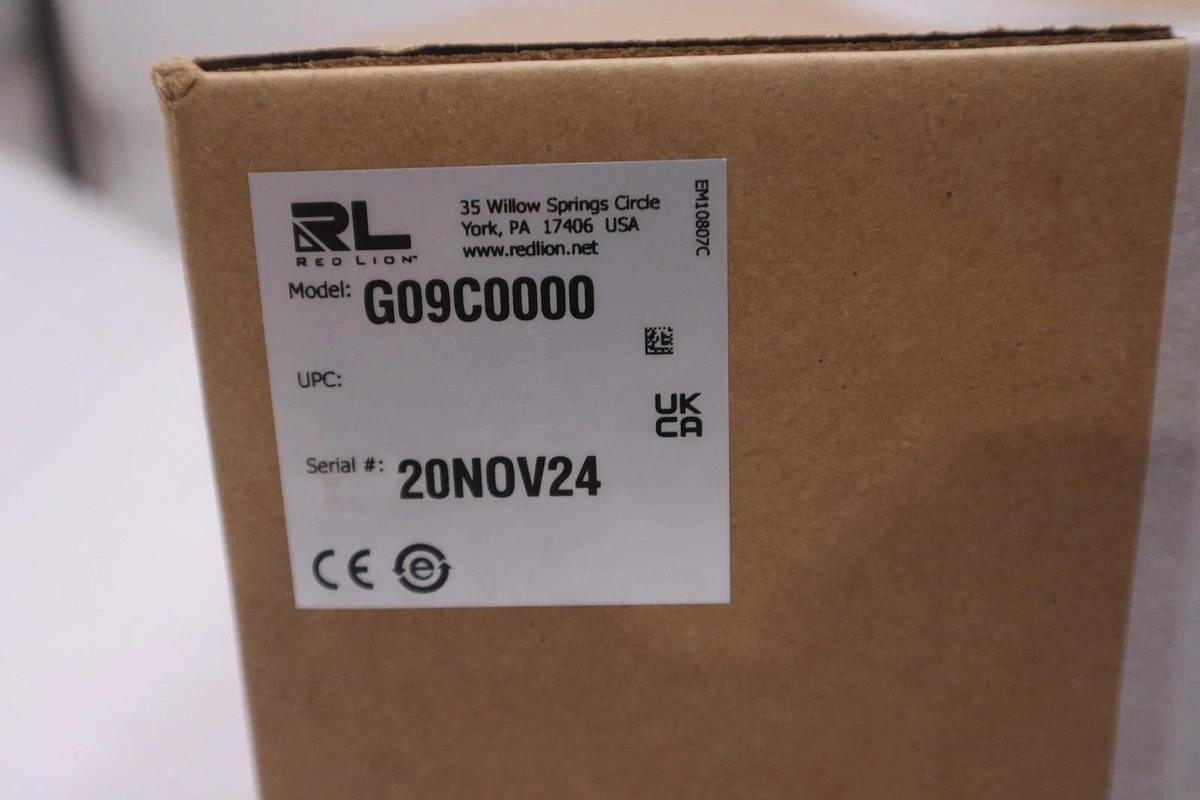 RL
RED LION™
35 Willow Springs Circle
York, PA 17406 USA
www.redlion.net
EM10807C
Model: G09C0000
UPC:
UK
CA
Serial #: 20NOV24
CE
e